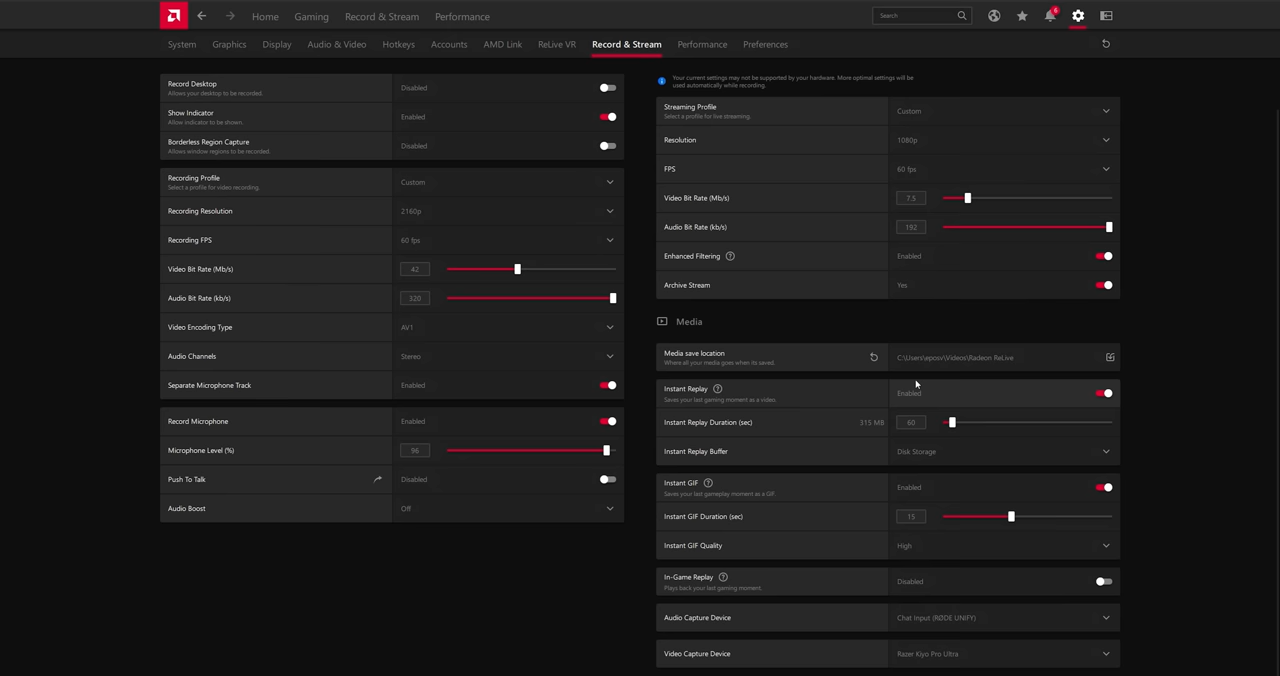 Home
Gaming
Record & Stream
Performance
Search
6
System
Graphics
Display
Audio & Video
Hotkeys
Accounts
AMD Link
ReLive VR
Record & Stream
Performance
Preferences
Record Desktop
Allows your desktop to be recorded.
Disabled
Show Indicator
Allow indicator to be shown.
Enabled
Borderless Region Capture
Allows window regions to be recorded.
Disabled
Recording Profile
Select a profile for video recording.
Custom
Recording Resolution
2160p
Recording FPS
60 fps
Video Bit Rate (Mb/s)
42
Audio Bit Rate (kb/s)
320
Video Encoding Type
AV1
Audio Channels
Stereo
Separate Microphone Track
Enabled
Record Microphone
Enabled
Microphone Level (%)
96
Push To Talk
Disabled
Audio Boost
Off
Your current settings may not be supported by your hardware. More optimal settings will be
used automatically while recording.
Streaming Profile
Select a profile for live streaming.
Custom
Resolution
1080p
FPS
60 fps
Video Bit Rate (Mb/s)
7.5
Audio Bit Rate (kb/s)
192
Enhanced Filtering ?
Enabled
Archive Stream
Yes
Media
Media save location
Where all your media goes when its saved.
C:\Users\eposv\Videos\Radeon ReLive
Instant Replay ?
Saves your last gaming moment as a video.
Enabled
Instant Replay Duration (sec)
315 MB
60
Instant Replay Buffer
Disk Storage
Instant GIF ?
Saves your last gameplay moment as a GIF.
Enabled
Instant GIF Duration (sec)
15
Instant GIF Quality
High
In-Game Replay ?
Plays back your last gaming moment.
Disabled
Audio Capture Device
Chat Input (RØDE UNIFY)
Video Capture Device
Razer Kiyo Pro Ultra